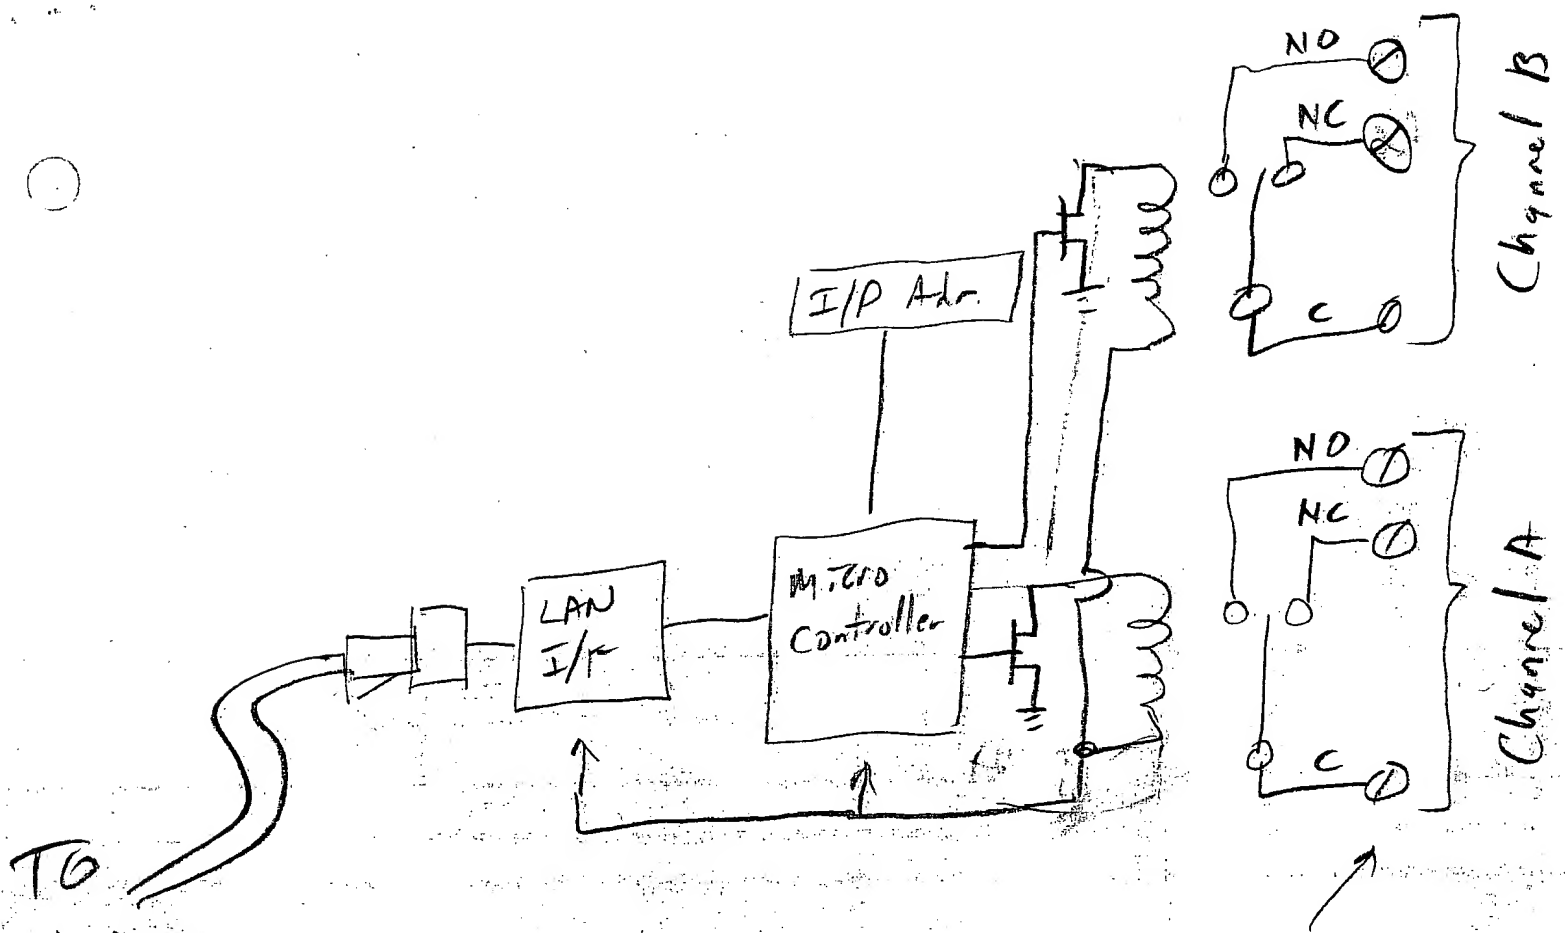 NO
NC
C
Channel B
I/P Adr.
NO
NC
C
Channel A
LAN
I/F
Micro
Controller
TO